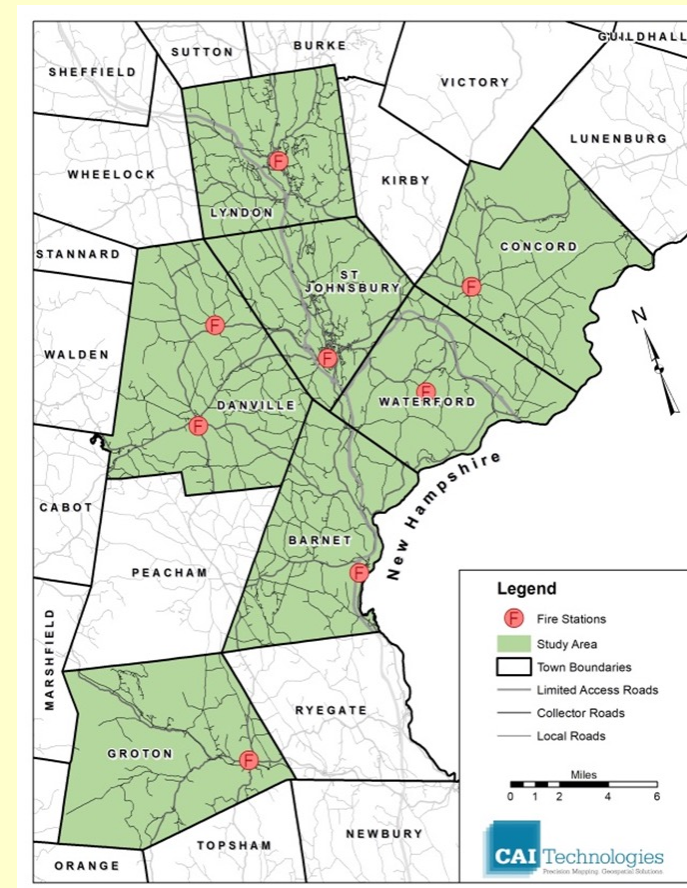 GUILDHALL
SUTTON
BURKE
SHEFFIELD
VICTORY
LUNENBURG
WHEELOCK
KIRBY
F
LYNDON
CONCORD
STANNARD
ST
JOHNSBURY
F
F
WALDEN
F
F
DANVILLE
WATERFORD
F
CABOT
New Hampshire
BARNET
PEACHAM
F
MARSHFIELD
RYEGATE
GROTON
F
TOPSHAM
NEWBURY
ORANGE
N
Legend
F Fire Stations
Study Area
Town Boundaries
Limited Access Roads
Collector Roads
Local Roads
Miles
0 1 2 4 6
CAI Technologies
Precision Mapping. Geospatial Solutions.